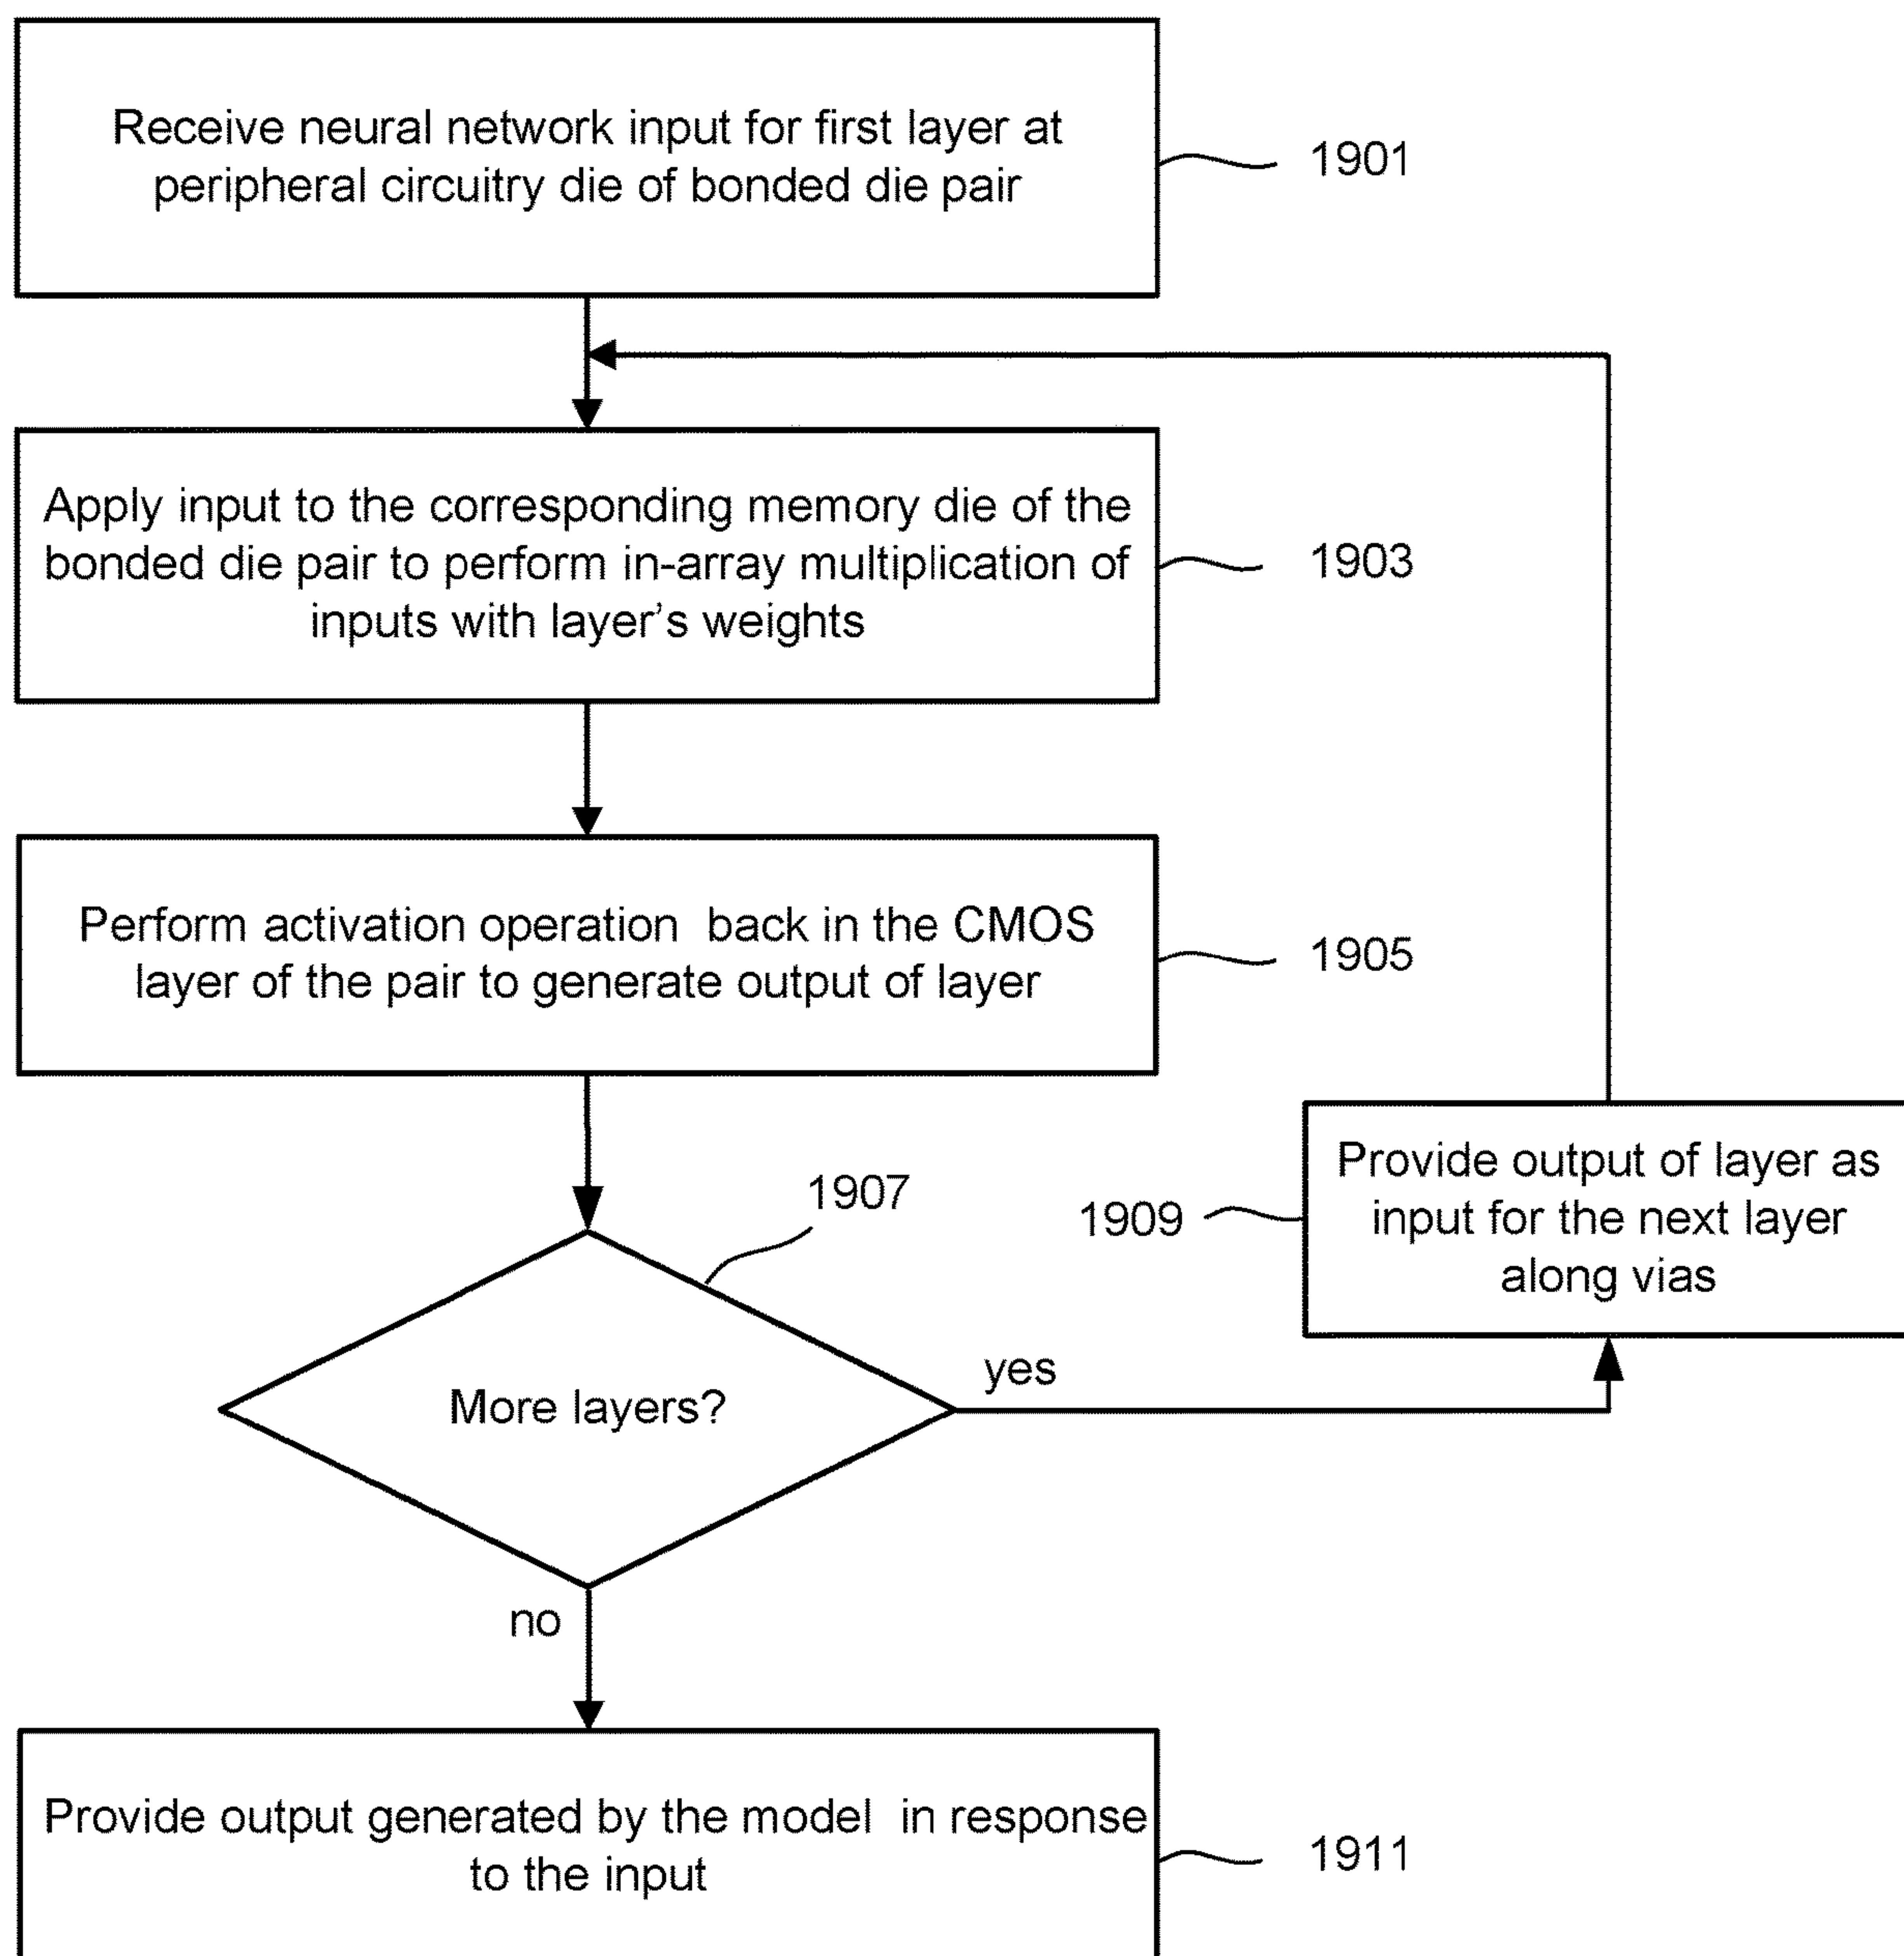 Receive neural network input for first layer at
peripheral circuitry die of bonded die pair
1901
Apply input to the corresponding memory die of the
bonded die pair to perform in-array multiplication of
inputs with layer's weights
1903
Perform activation operation back in the CMOS
layer of the pair to generate output of layer
1905
1907
More layers?
yes
1909
Provide output of layer as
input for the next layer
along vias
no
Provide output generated by the model in response
to the input
1911